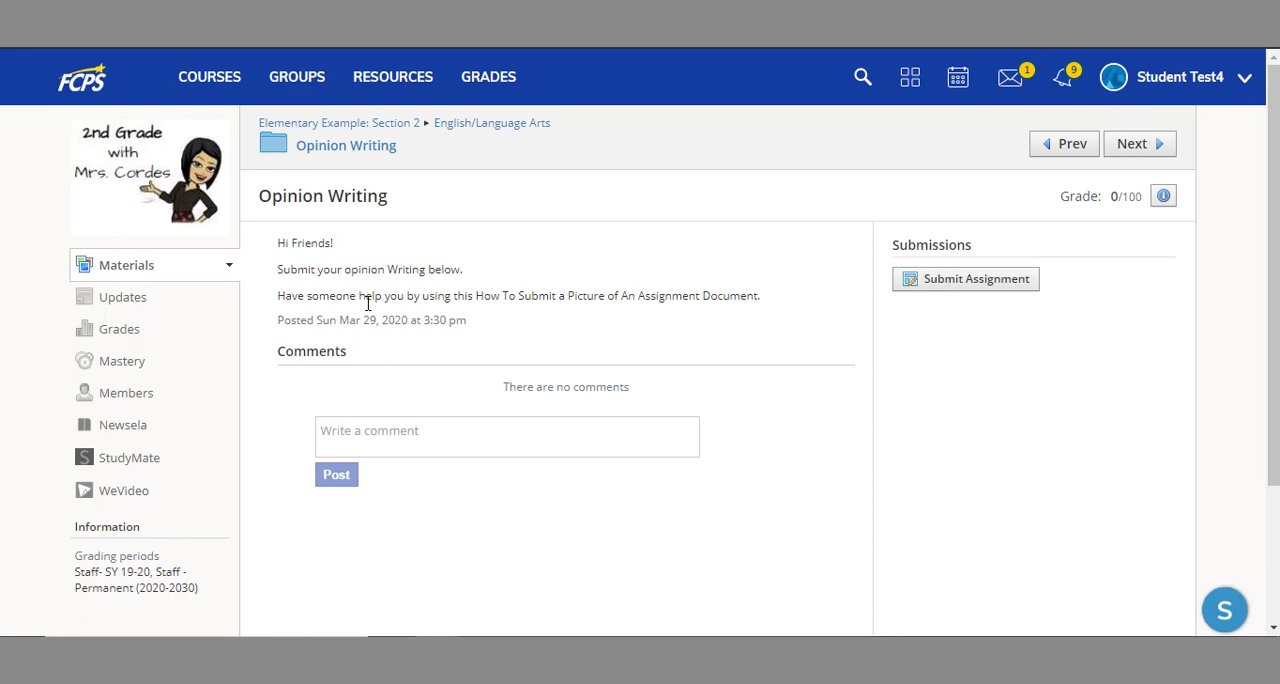 FCPS
COURSES GROUPS RESOURCES GRADES
1
9
Student Test4
2nd Grade
with
Mrs. Cordes
Elementary Example: Section 2 ▸ English/Language Arts
Opinion Writing
Prev
Next
Opinion Writing
Grade: 0/100
Materials
Updates
Grades
Mastery
Members
Newsela
S StudyMate
WeVideo
Information
Grading periods
Staff- SY 19-20, Staff -
Permanent (2020-2030)
Hi Friends!
Submit your opinion Writing below.
Have someone help you by using this How To Submit a Picture of An Assignment Document.
Posted Sun Mar 29, 2020 at 3:30 pm
Comments
There are no comments
Write a comment
Post
Submissions
Submit Assignment
S